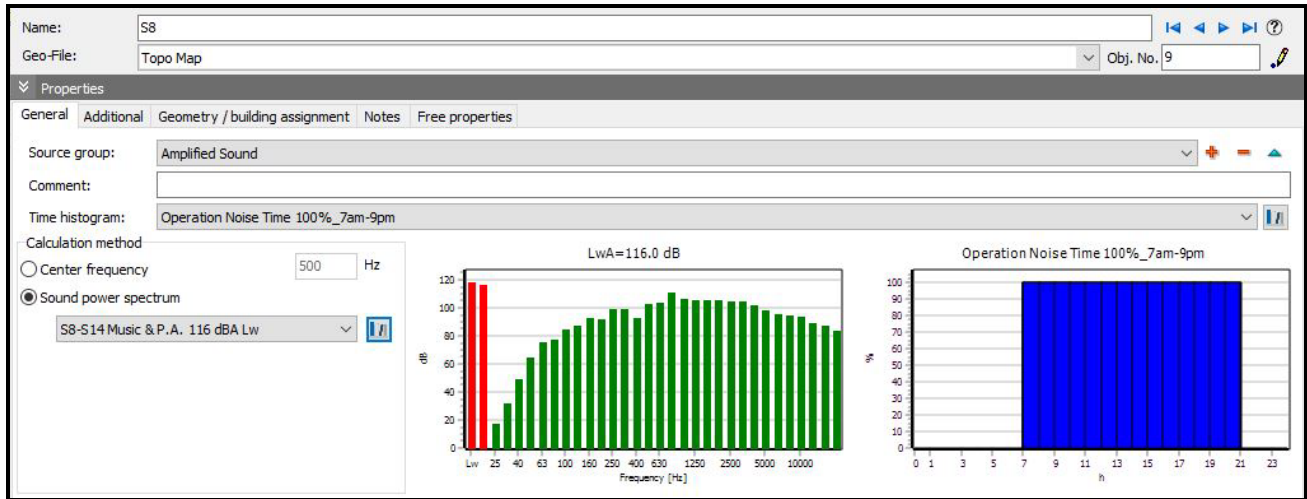 Name: S8
Geo-File: Topo Map Obj. No. 9
Properties
General Additional Geometry / building assignment Notes Free properties
Source group: Amplified Sound
Comment:
Time histogram: Operation Noise Time 100%_7am-9pm
Calculation method
Center frequency 500 Hz
Sound power spectrum
S8-S14 Music & P.A. 116 dBA Lw
LwA=116.0 dB
120
100
80
60
40
20
0
dB
Lw 25 40 63 100 160 250 400 630 1250 2500 5000 10000
Frequency [Hz]
Operation Noise Time 100%_7am-9pm
100
90
80
70
60
50
40
30
20
10
%
0 1 3 5 7 9 11 13 15 17 19 21 23
h